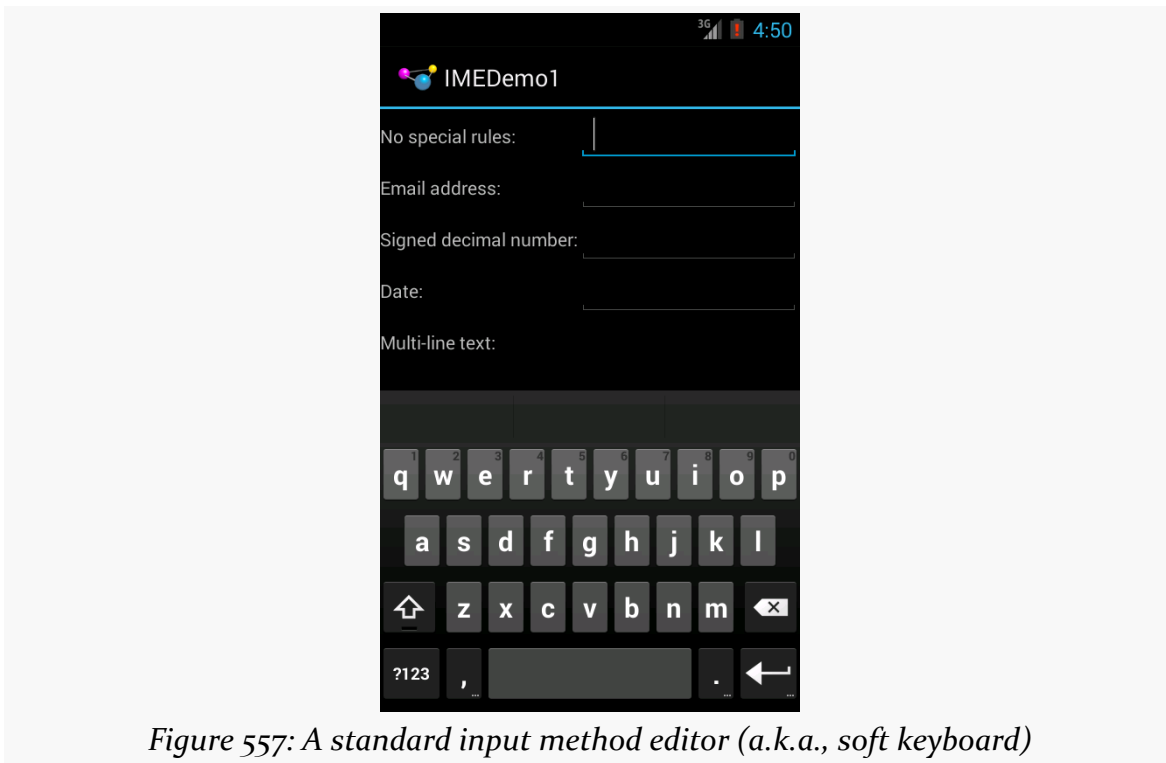 3G 4:50
IMEDemo1
No special rules:
Email address:
Signed decimal number:
Date:
Multi-line text:
1 2 3 4 5 6 7 8 9 0
q w e r t y u i o p
a s d f g h j k l
z x c v b n m
?123 , . 
Figure 557: A standard input method editor (a.k.a., soft keyboard)